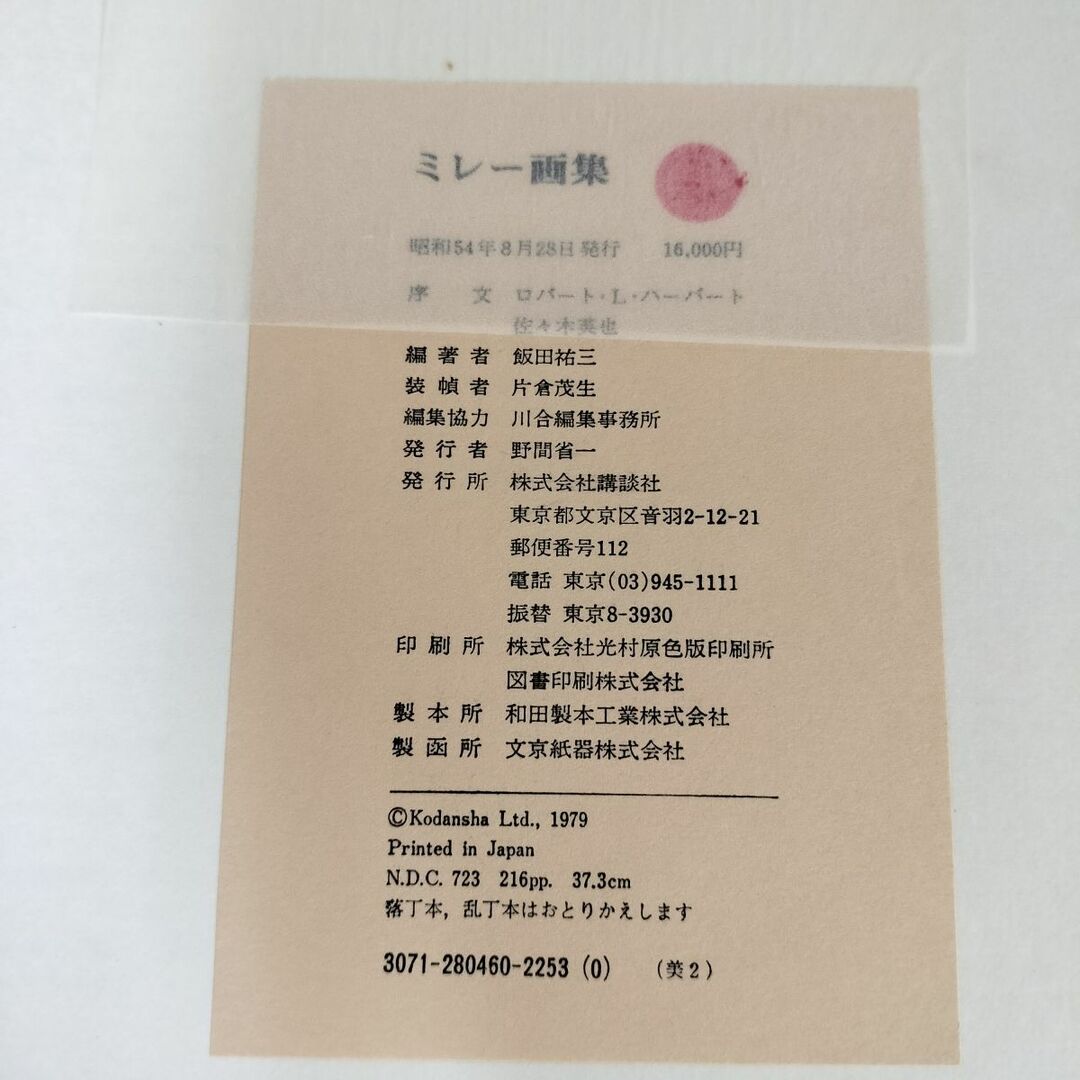 ミレー画集
昭和54年8月28日発行 16,000円
序 文 ロバート・L・ハーバート
佐々木英也
編著者 飯田祐三
装幀者 片倉茂生
編集協力 川合編集事務所
発行者 野間省一
発行所 株式会社講談社
東京都文京区音羽2-12-21
郵便番号112
電話 東京(03)945-1111
振替 東京8-3930
印刷所 株式会社光村原色版印刷所
図書印刷株式会社
製本所 和田製本工業株式会社
製函所 文京紙器株式会社
©Kodansha Ltd., 1979
Printed in Japan
N.D.C. 723 216pp. 37.3cm
落丁本，乱丁本はおとりかえします
3071-280460-2253 (0) （美2）